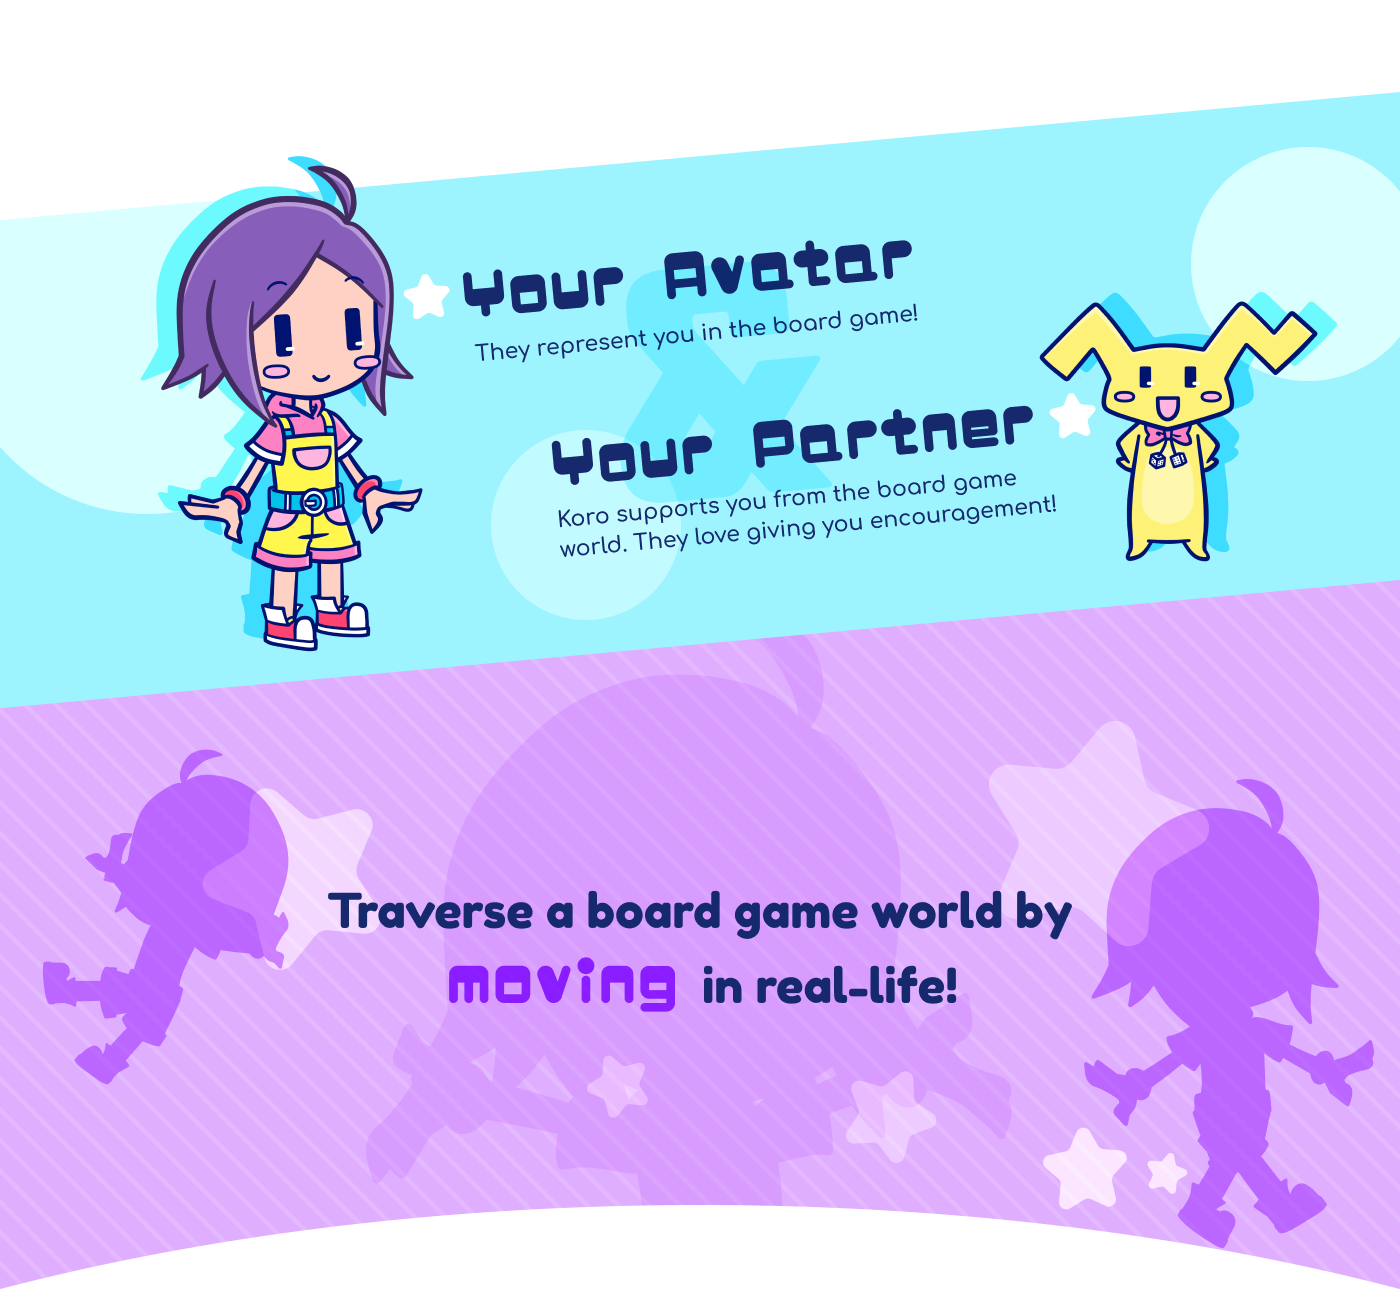 Your Avatar
They represent you in the board game!
&
Your Partner
Koro supports you from the board game
world. They love giving you encouragement!
Traverse a board game world by
moving in real-life!